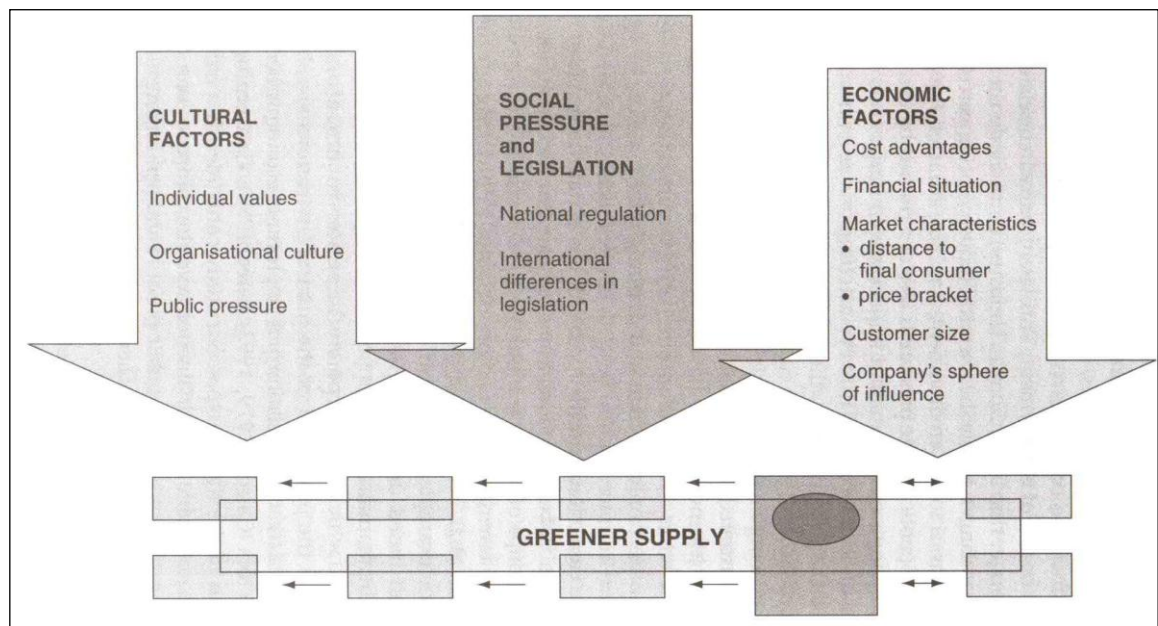 CULTURAL
FACTORS
Individual values
Organisational culture
Public pressure
SOCIAL
PRESSURE
and
LEGISLATION
National regulation
International
differences in
legislation
ECONOMIC
FACTORS
Cost advantages
Financial situation
Market characteristics
• distance to
final consumer
• price bracket
Customer size
Company's sphere
of influence
GREENER SUPPLY